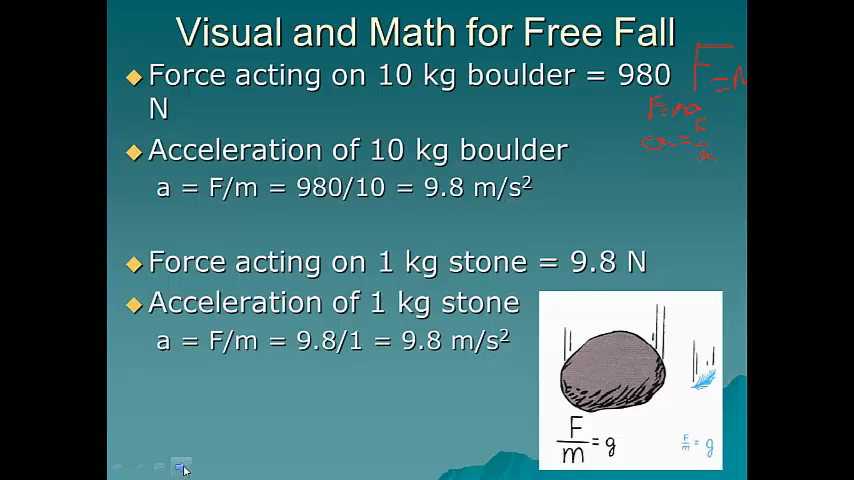 Visual and Math for Free Fall
Force acting on 10 kg boulder = 980
N
F=
F=ma
Acceleration of 10 kg boulder
a = F/m = 980/10 = 9.8 m/s²
Force acting on 1 kg stone = 9.8 N
Acceleration of 1 kg stone
a = F/m = 9.8/1 = 9.8 m/s²
F/m = g
F/m = g